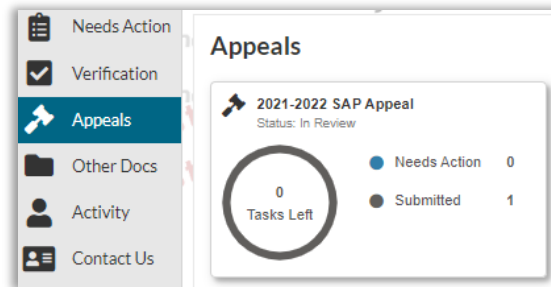 Needs Action
Verification
Appeals
Other Docs
Activity
Contact Us
Appeals
2021-2022 SAP Appeal
Status: In Review
0
Tasks Left
Needs Action 0
Submitted 1